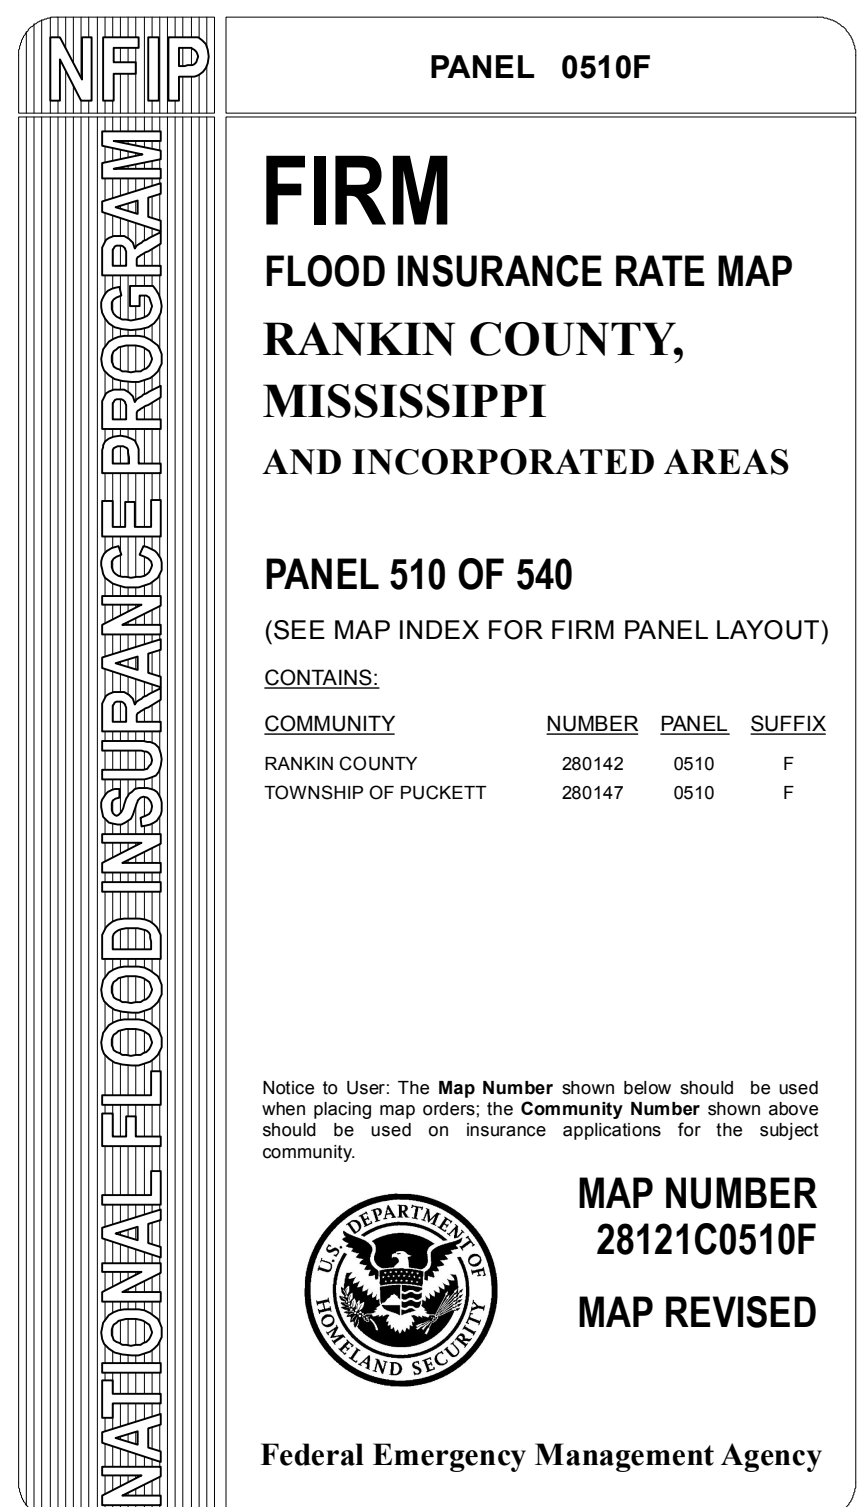 NFIP
NATIONAL FLOOD INSURANCE PROGRAM
PANEL 0510F
FIRM
FLOOD INSURANCE RATE MAP
RANKIN COUNTY,
MISSISSIPPI
AND INCORPORATED AREAS
PANEL 510 OF 540
(SEE MAP INDEX FOR FIRM PANEL LAYOUT)
CONTAINS:
COMMUNITY NUMBER PANEL SUFFIX
RANKIN COUNTY 280142 0510 F
TOWNSHIP OF PUCKETT 280147 0510 F
Notice to User: The Map Number shown below should be used
when placing map orders; the Community Number shown above
should be used on insurance applications for the subject
community.
U.S. DEPARTMENT OF
HOMELAND SECURITY
MAP NUMBER
28121C0510F
MAP REVISED
Federal Emergency Management Agency